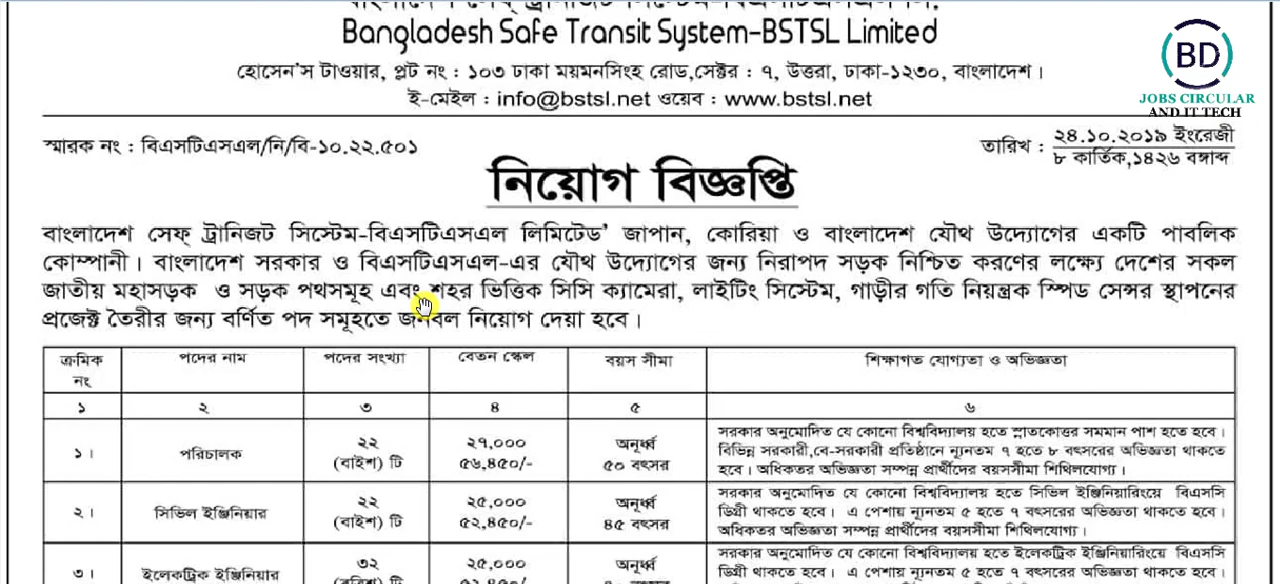 Bangladesh Safe Transit System-BSTSL Limited
হোসেন'স টাওয়ার, প্লট নং : ১০৩ ঢাকা ময়মনসিংহ রোড,সেক্টর : ৭, উত্তরা, ঢাকা-১২৩০, বাংলাদেশ।
ই-মেইল : info@bstsl.net ওয়েব : www.bstsl.net
BD
JOBS CIRCULAR
AND IT TECH
স্মারক নং : বিএসটিএসএল/নি/বি-১০.২২.৫০১
তারিখ : ২৪.১০.২০১৯ ইংরেজী
৮ কার্তিক,১৪২৬ বঙ্গাব্দ
নিয়োগ বিজ্ঞপ্তি
বাংলাদেশ সেফ্ ট্রানিজট সিস্টেম-বিএসটিএসএল লিমিটেড' জাপান, কোরিয়া ও বাংলাদেশ যৌথ উদ্যোগের একটি পাবলিক
কোম্পানী। বাংলাদেশ সরকার ও বিএসটিএসএল-এর যৌথ উদ্যোগের জন্য নিরাপদ সড়ক নিশ্চিত করণের লক্ষ্যে দেশের সকল
জাতীয় মহাসড়ক ও সড়ক পথসমূহ এবং শহর ভিত্তিক সিসি ক্যামেরা, লাইটিং সিস্টেম, গাড়ীর গতি নিয়ন্ত্রক স্পিড সেন্সর স্থাপনের
প্রজেক্ট তৈরীর জন্য বর্ণিত পদ সমূহতে জনবল নিয়োগ দেয়া হবে।
ক্রমিক নং পদের নাম পদের সংখ্যা বেতন স্কেল বয়স সীমা শিক্ষাগত যোগ্যতা ও অভিজ্ঞতা
১ ২ ৩ ৪ ৫ ৬
১। পরিচালক ২২ (বাইশ) টি ২৭,০০০ ৫৬,৪৫০/- অনূর্ধ্ব ৫০ বৎসর
সরকার অনুমোদিত যে কোনো বিশ্ববিদ্যালয় হতে স্নাতকোত্তর সমমান পাশ হতে হবে।
বিভিন্ন সরকারী,বে-সরকারী প্রতিষ্ঠানে ন্যূনতম ৭ হতে ৮ বৎসরের অভিজ্ঞতা থাকতে
হবে। অধিকতর অভিজ্ঞতা সম্পন্ন প্রার্থীদের বয়সসীমা শিথিলযোগ্য।
২। সিভিল ইঞ্জিনিয়ার ২২ (বাইশ) টি ২৫,০০০ ৫২,৪৫০/- অনূর্ধ্ব ৪৫ বৎসর
সরকার অনুমোদিত যে কোনো বিশ্ববিদ্যালয় হতে সিভিল ইঞ্জিনিয়ারিংয়ে বিএসসি
ডিগ্রী থাকতে হবে। এ পেশায় ন্যূনতম ৫ হতে ৭ বৎসরের অভিজ্ঞতা থাকতে হবে।
অধিকতর অভিজ্ঞতা সম্পন্ন প্রার্থীদের বয়সসীমা শিথিলযোগ্য।
৩। ইলেকট্রিক ইঞ্জিনিয়ার ৩২ ২৫,০০০ অনূর্ধ্ব
সরকার অনুমোদিত যে কোনো বিশ্ববিদ্যালয় হতে ইলেকট্রিক ইঞ্জিনিয়ারিংয়ে বিএসসি
ডিগ্রী থাকতে হবে। এ পেশায় ন্যূনতম ৫ হতে ৭ বৎসরের অভিজ্ঞতা থাকতে হবে।